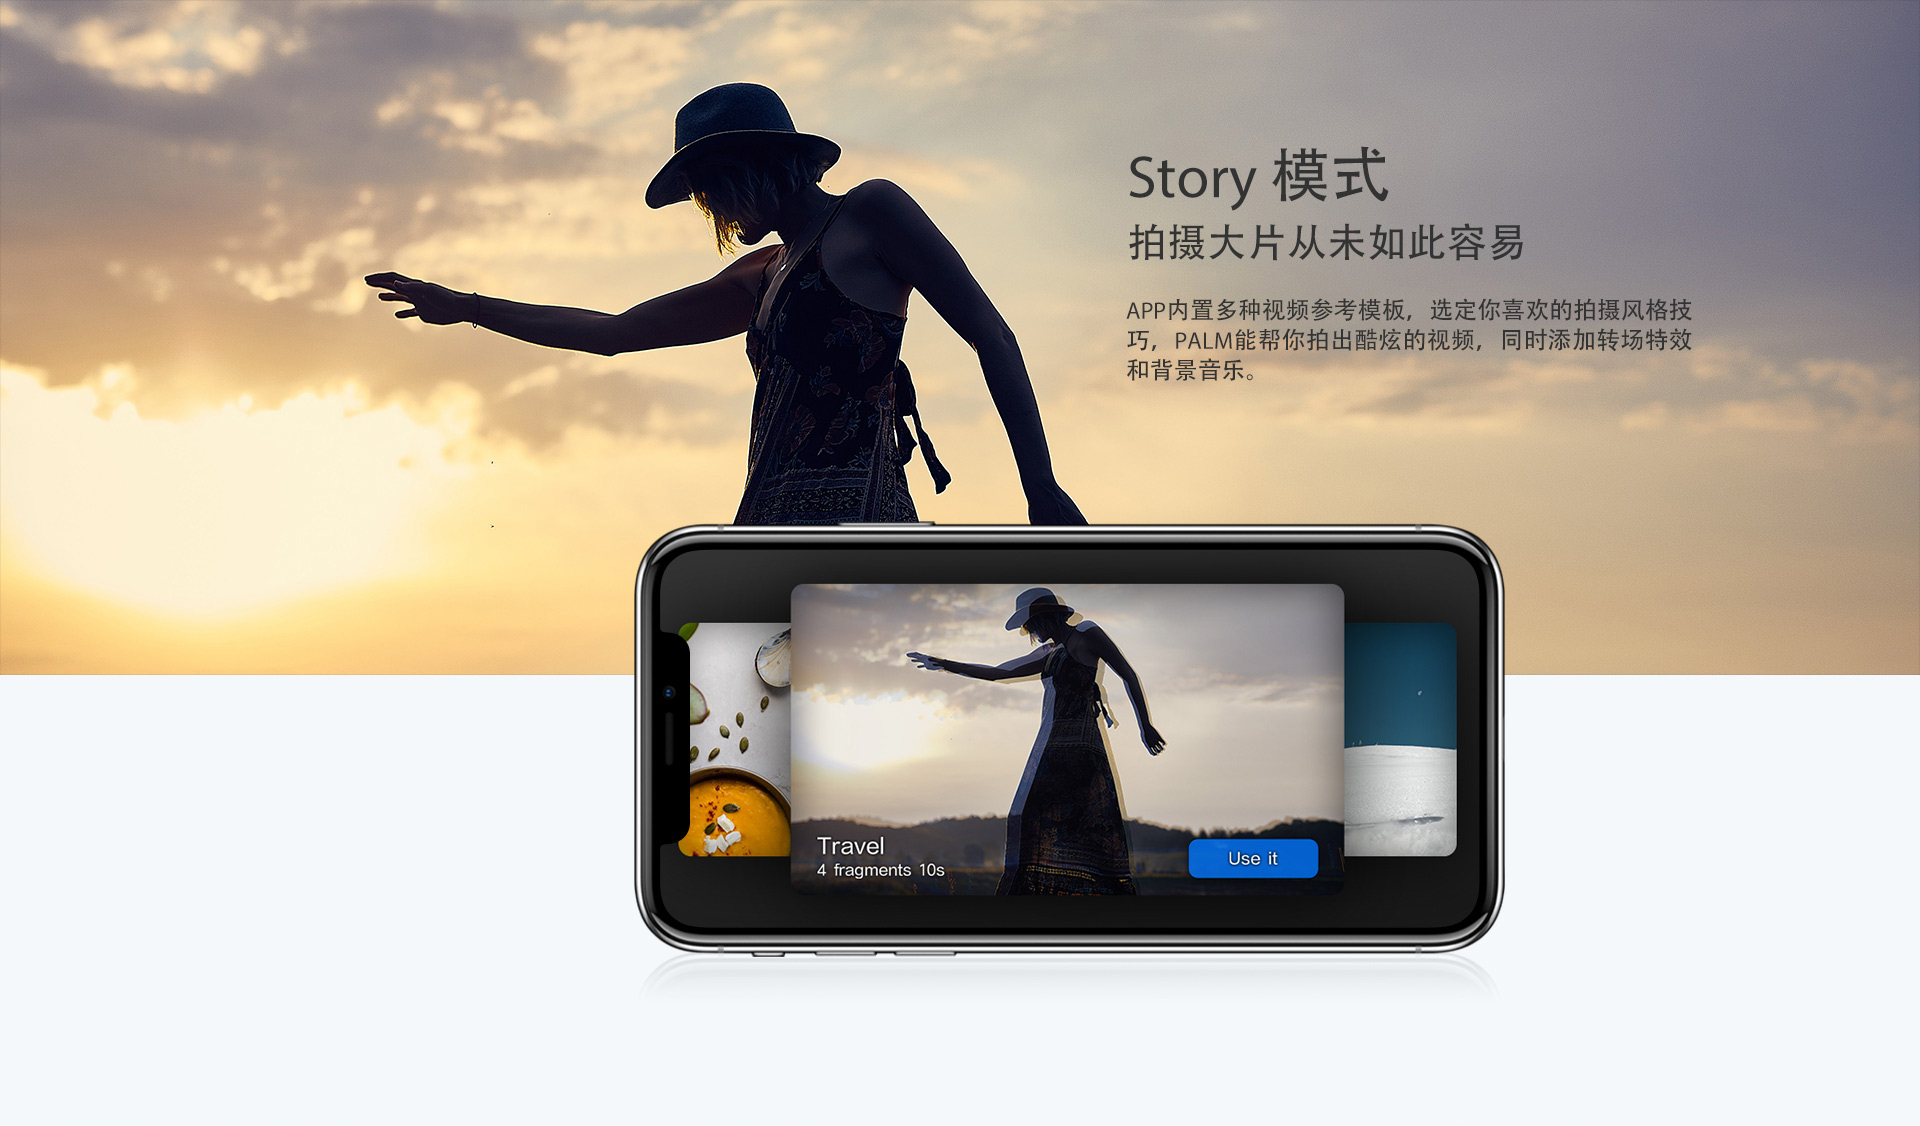 Story 模式
拍摄大片从未如此容易
APP内置多种视频参考模板，选定你喜欢的拍摄风格技
巧，PALM能帮你拍出酷炫的视频，同时添加转场特效
和背景音乐。
Travel
4 fragments 10s
Use it